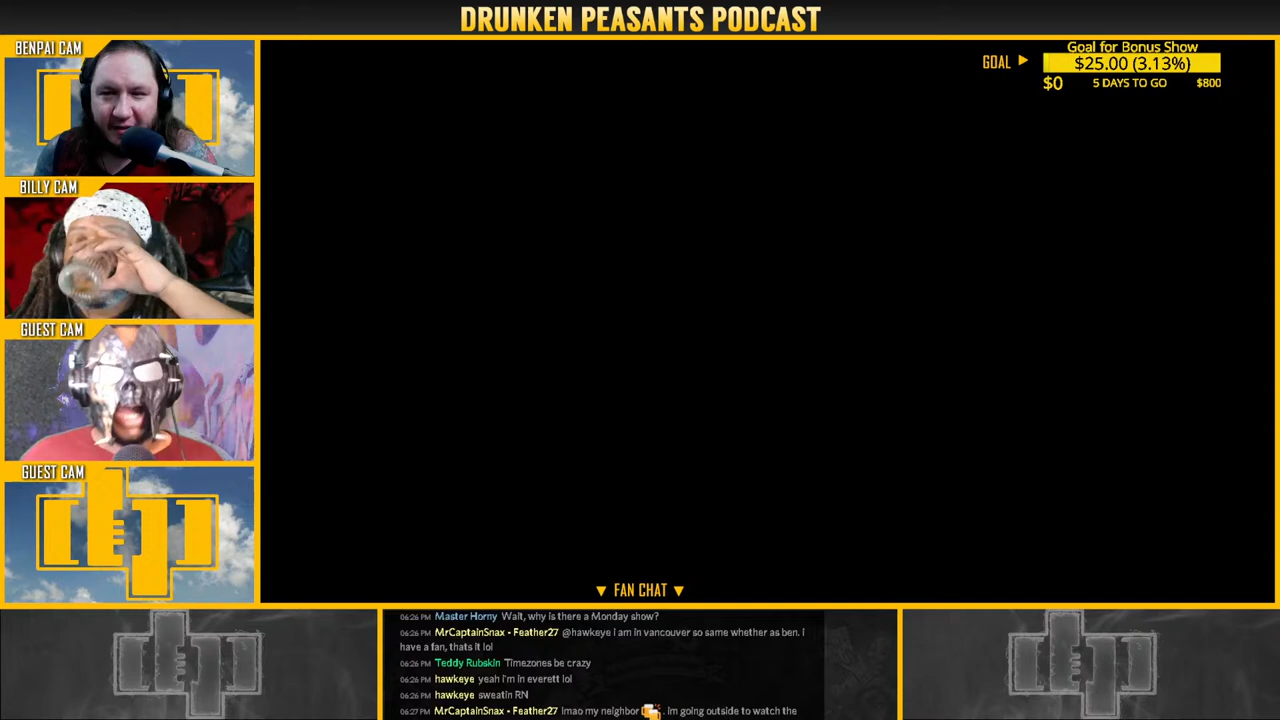 DRUNKEN PEASANTS PODCAST
BENPAI CAM
BILLY CAM
GUEST CAM
GUEST CAM
GOAL ►
Goal for Bonus Show
$25.00 (3.13%)
$0 5 DAYS TO GO $800
▼ FAN CHAT ▼
06:26 PM Master Horny Wait, why is there a Monday show?
06:26 PM MrCaptainSnax - Feather27 @hawkeye i am in vancouver so same whether as ben. i
have a fan, thats it lol
06:26 PM Teddy Rubskin Timezones be crazy
06:26 PM hawkeye yeah i'm in everett lol
06:26 PM hawkeye sweatin RN
06:27 PM MrCaptainSnax - Feather27 lmao my neighbor . im going outside to watch the